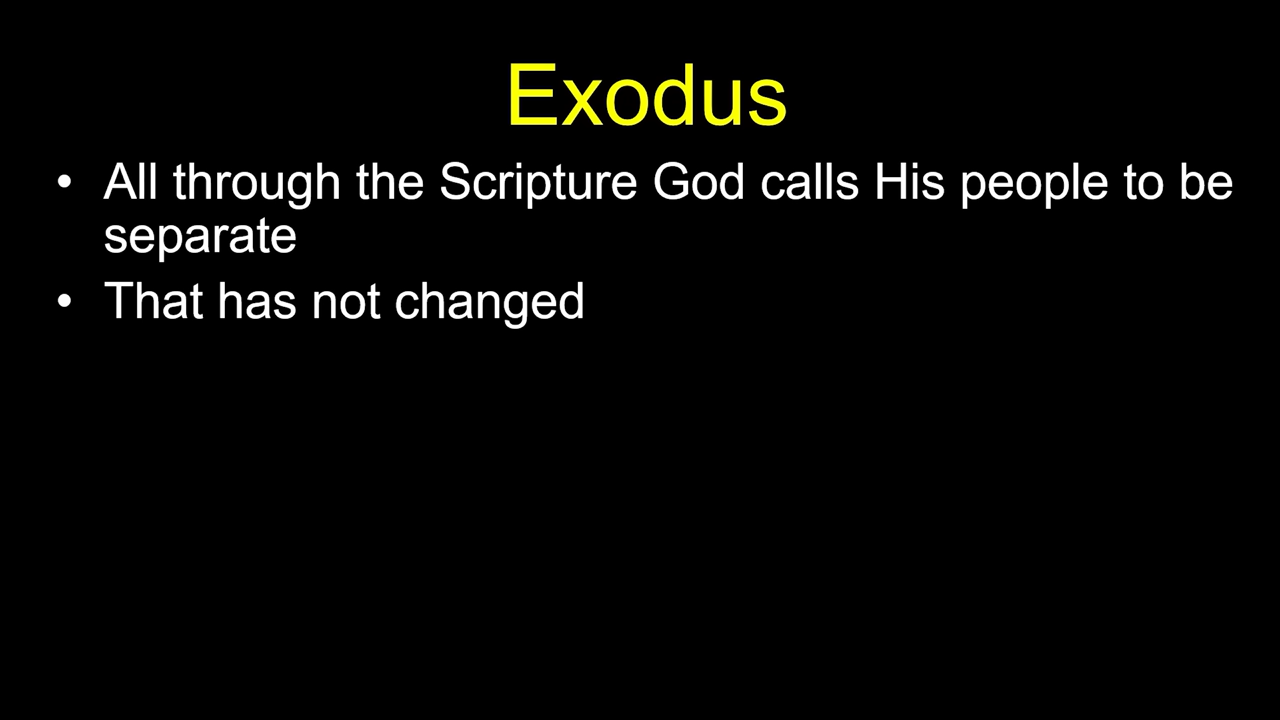 Exodus
• All through the Scripture God calls His people to be
separate
• That has not changed